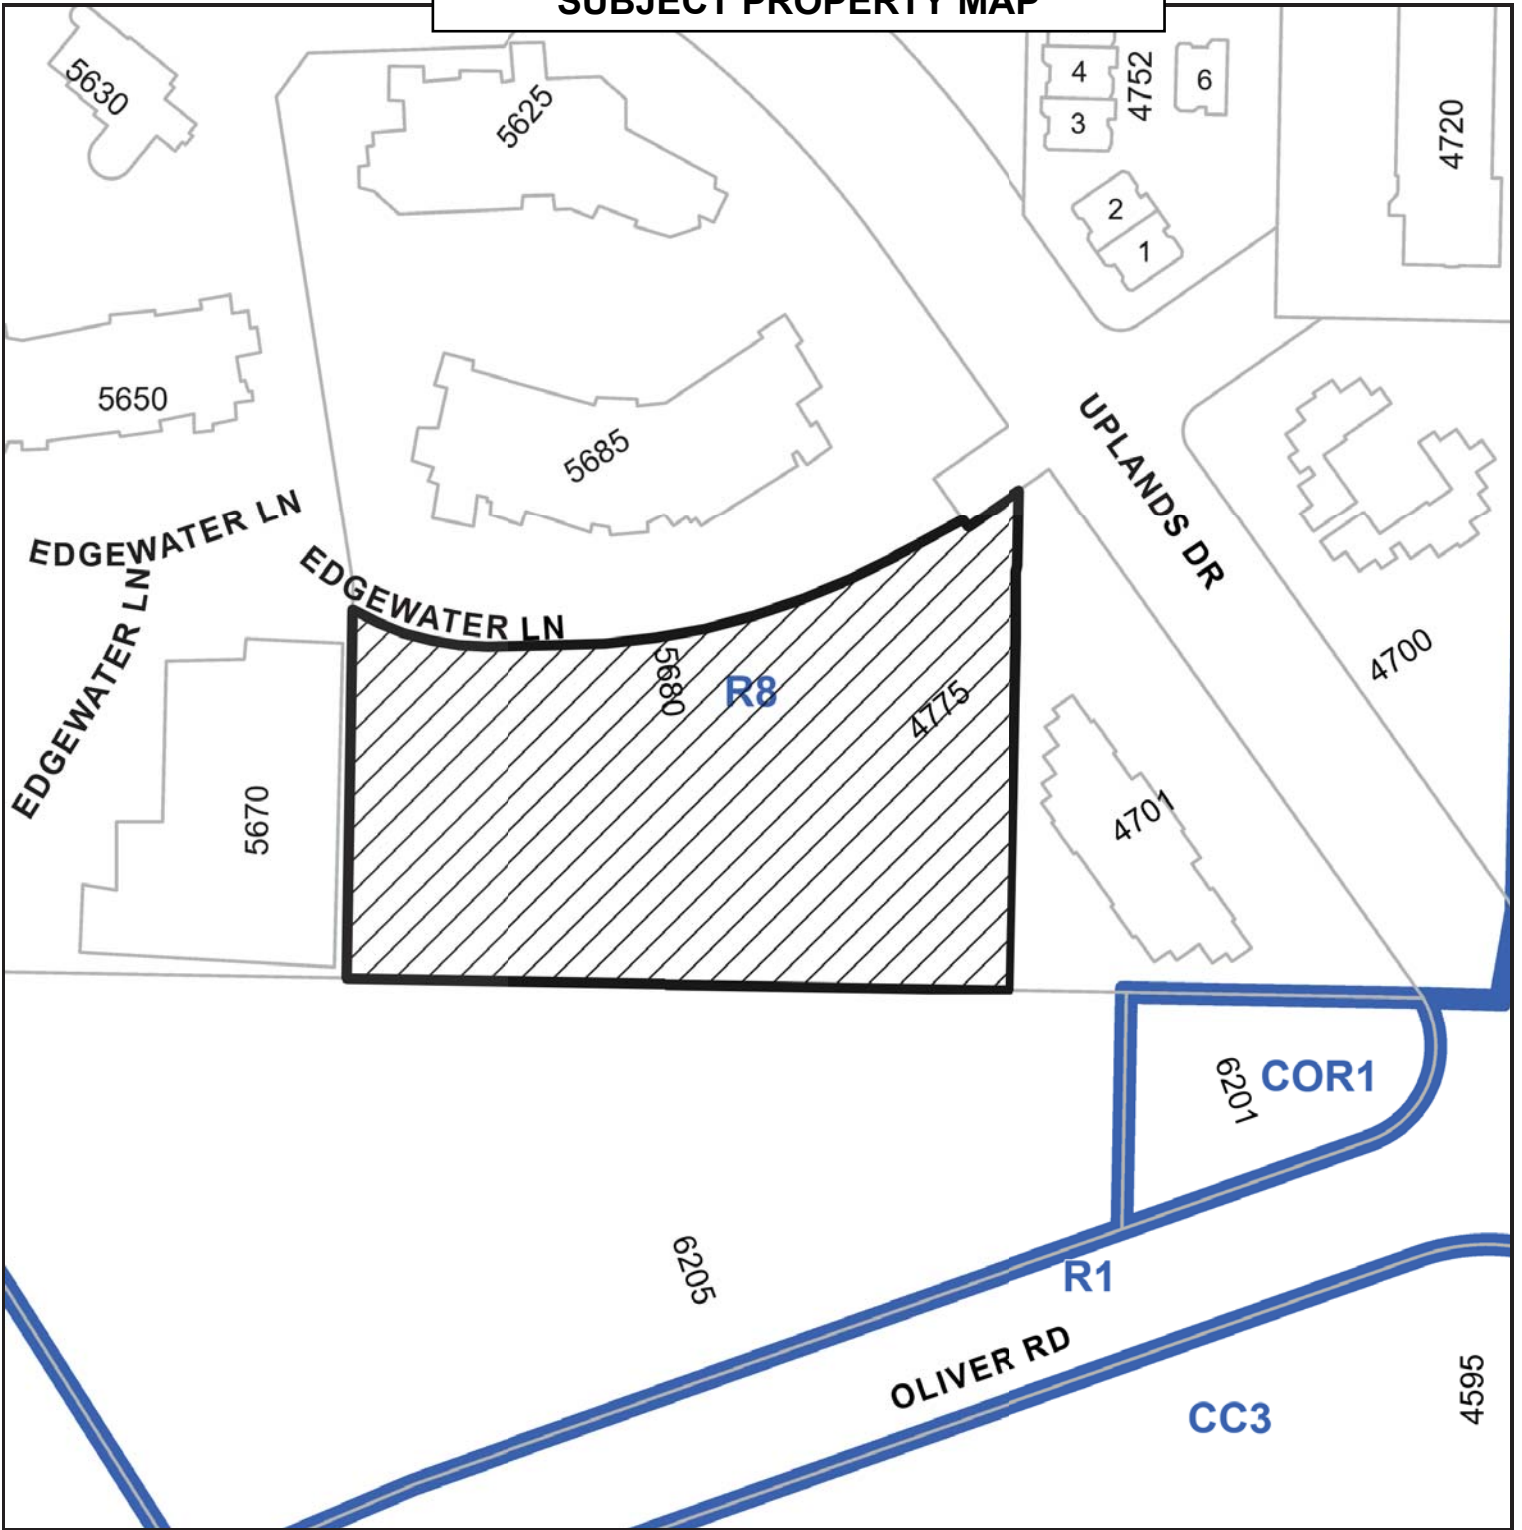 SUBJECT PROPERTY MAP
5630
5625
4
4752
6
3
4720
2
1
5650
5685
UPLANDS DR
EDGEWATER LN
EDGEWATER LN
EDGEWATER LN
5680
R8
4775
4700
5670
4701
6201
COR1
6205
R1
OLIVER RD
CC3
4595